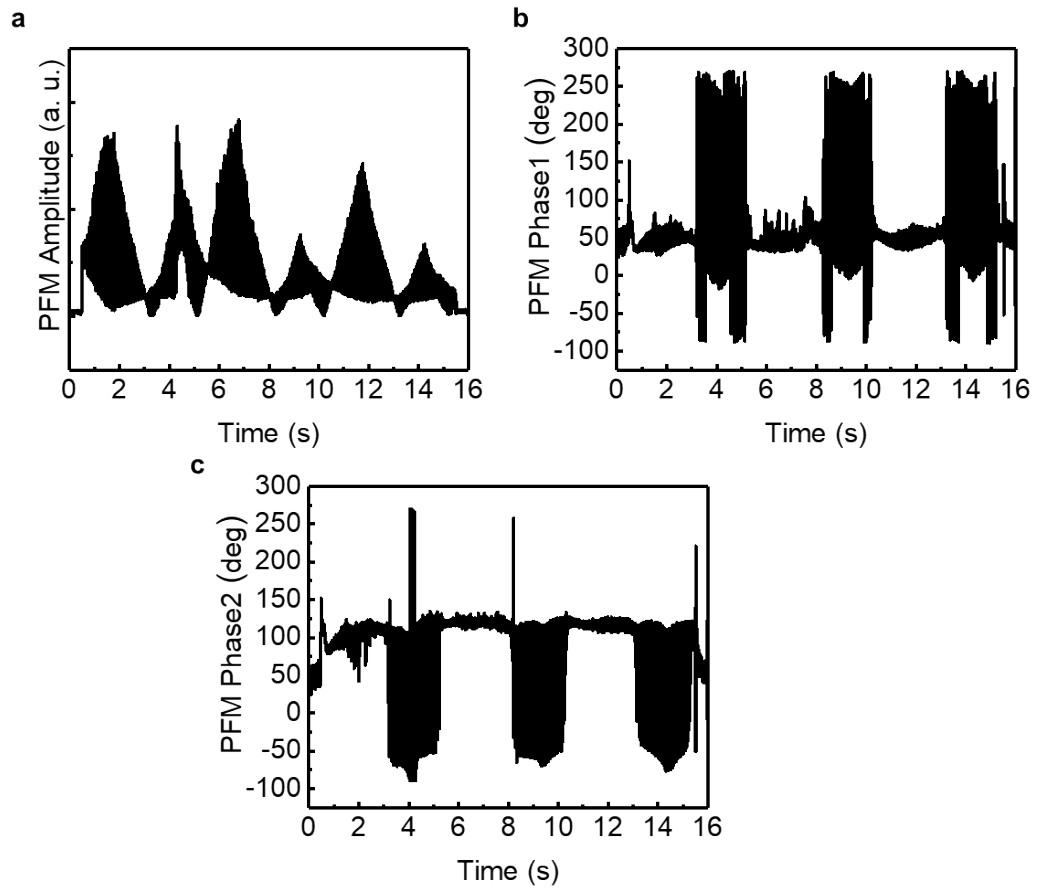 a
PFM Amplitude (a. u.)
0 2 4 6 8 10 12 14 16
Time (s)
b
PFM Phase1 (deg)
300
250
200
150
100
50
0
-50
-100
0 2 4 6 8 10 12 14 16
Time (s)
c
PFM Phase2 (deg)
300
250
200
150
100
50
0
-50
-100
0 2 4 6 8 10 12 14 16
Time (s)